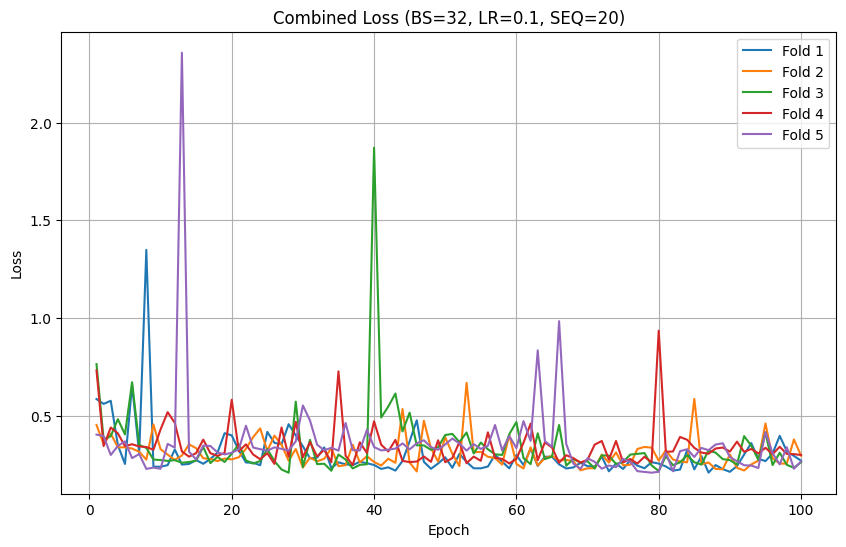 Combined Loss (BS=32, LR=0.1, SEQ=20)
Fold 1
Fold 2
Fold 3
Fold 4
Fold 5
Loss
2.0
1.5
1.0
0.5
0 20 40 60 80 100
Epoch